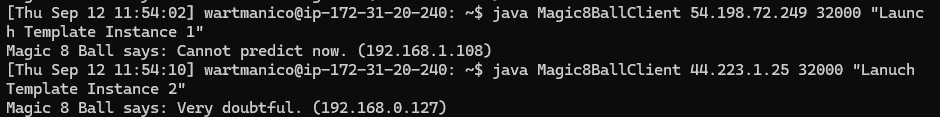 [Thu Sep 12 11:54:02] wartmanico@ip-172-31-20-240: ~$ java Magic8BallClient 54.198.72.249 32000 "Launc
h Template Instance 1"
Magic 8 Ball says: Cannot predict now. (192.168.1.108)
[Thu Sep 12 11:54:10] wartmanico@ip-172-31-20-240: ~$ java Magic8BallClient 44.223.1.25 32000 "Lanuch
Template Instance 2"
Magic 8 Ball says: Very doubtful. (192.168.0.127)